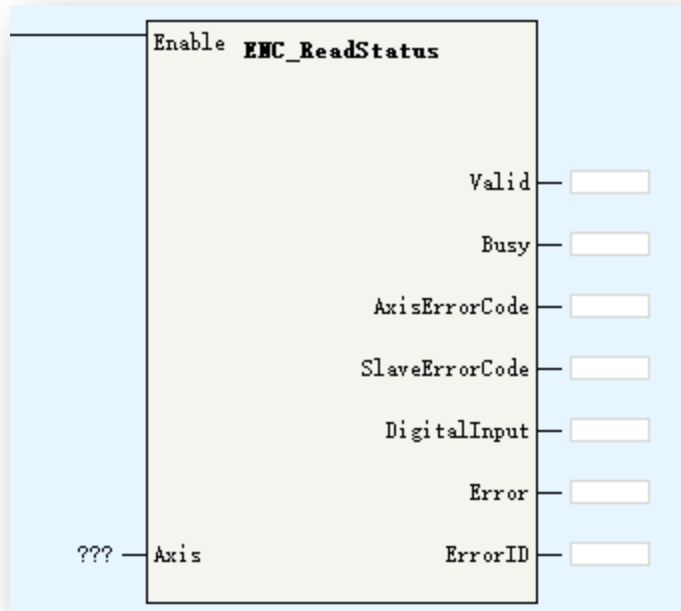 Enable ENC_ReadStatus
Valid
Busy
AxisErrorCode
SlaveErrorCode
DigitalInput
Error
??? Axis ErrorID